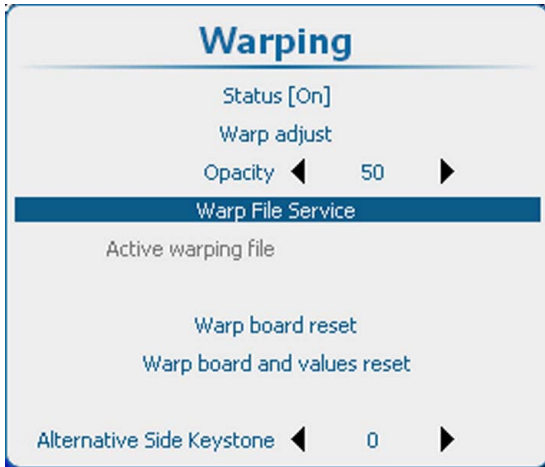 Warping
Status [On]
Warp adjust
Opacity 50
Warp File Service
Active warping file
Warp board reset
Warp board and values reset
Alternative Side Keystone 0